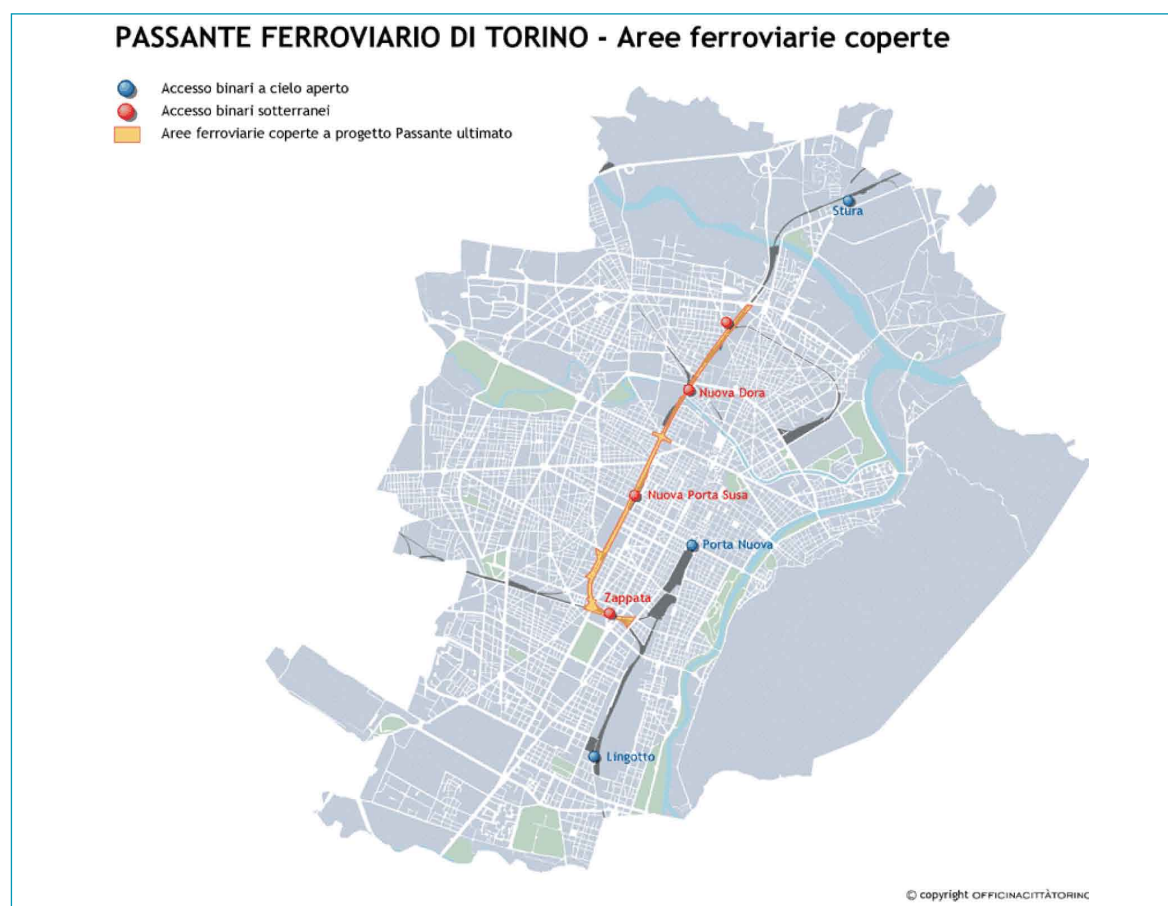 PASSANTE FERROVIARIO DI TORINO - Aree ferroviarie coperte
Accesso binari a cielo aperto
Accesso binari sotterranei
Aree ferroviarie coperte a progetto Passante ultimato
Stura
Nuova Dora
Nuova Porta Susa
Porta Nuova
Zappata
Lingotto
© copyright OFFICINACITTÀTORINO